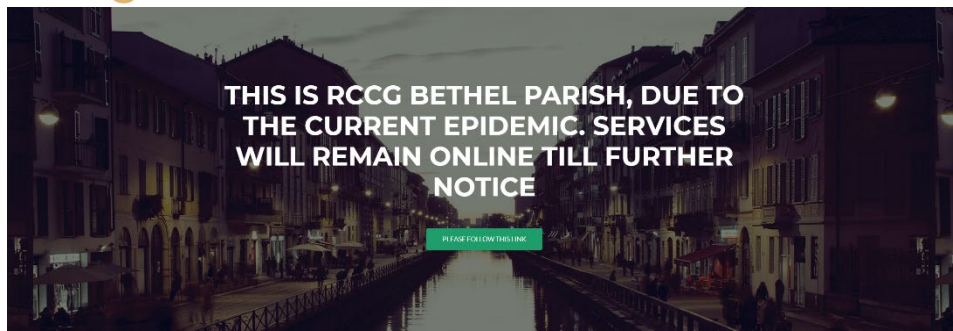 THIS IS RCCG BETHEL PARISH, DUE TO
THE CURRENT EPIDEMIC. SERVICES
WILL REMAIN ONLINE TILL FURTHER
NOTICE
PLEASE FOLLOW THIS LINK